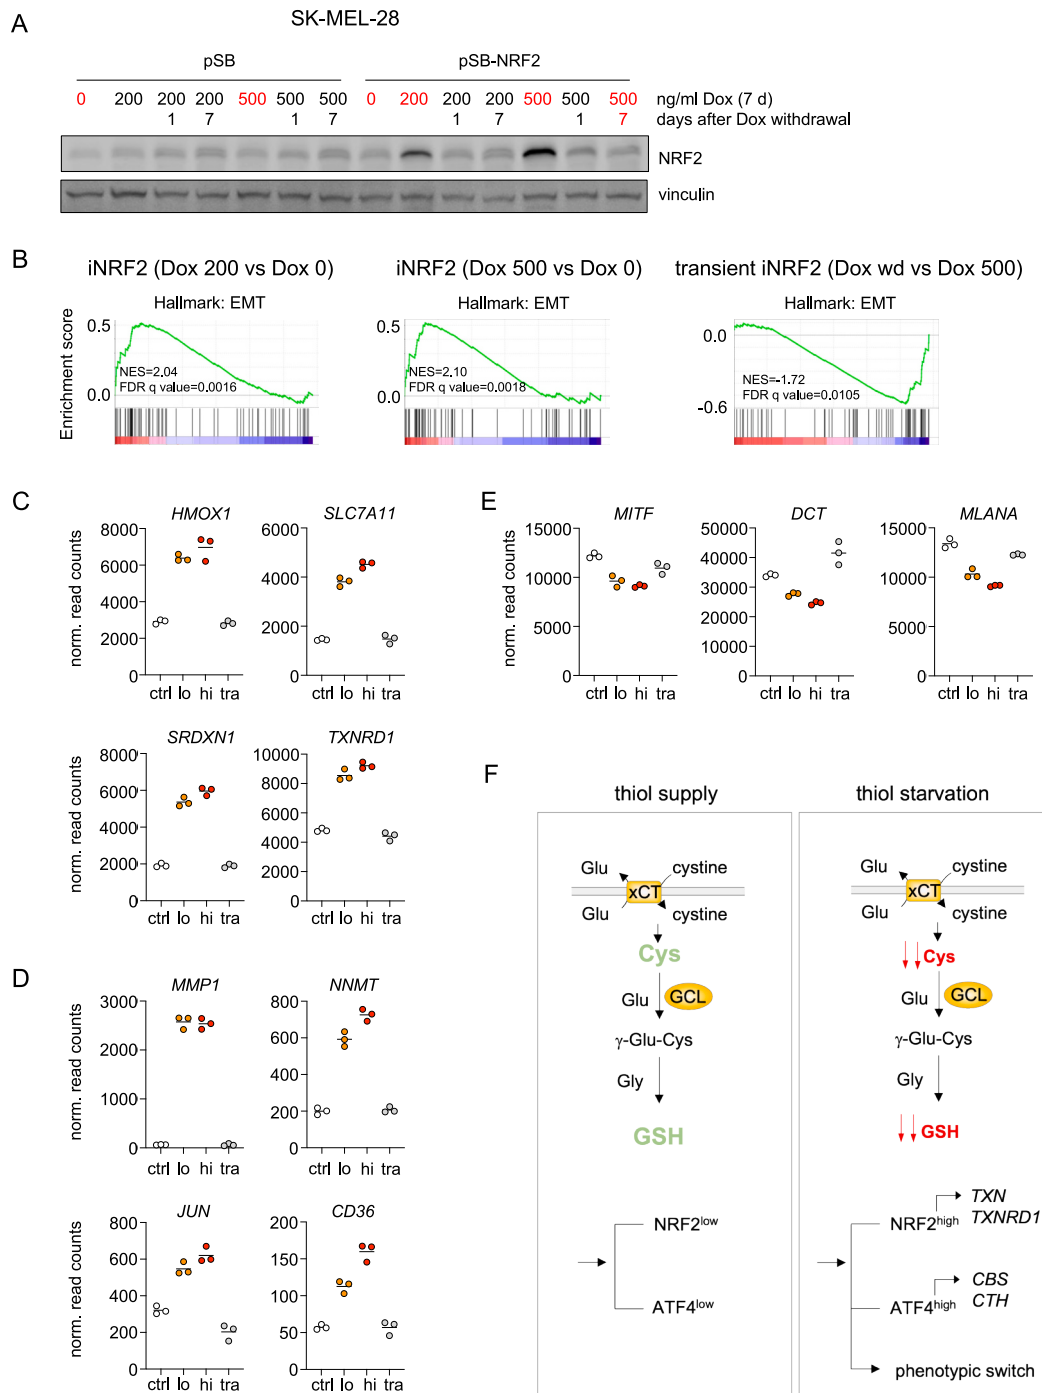 A
SK-MEL-28
pSB
pSB-NRF2
0 200 200 200 500 500 500 0 200 200 200 500 500 500 ng/ml Dox (7 d)
1 7 1 7 1 7 1 7 days after Dox withdrawal
NRF2
vinculin
B
iNRF2 (Dox 200 vs Dox 0)
Hallmark: EMT
Enrichment score
0.5
0.0
NES=2.04
FDR q value=0.0016
iNRF2 (Dox 500 vs Dox 0)
Hallmark: EMT
0.5
0.0
NES=2.10
FDR q value=0.0018
transient iNRF2 (Dox wd vs Dox 500)
Hallmark: EMT
0.0
-0.6
NES=-1.72
FDR q value=0.0105
C
HMOX1
norm. read counts
8000
6000
4000
2000
0
ctrl lo hi tra
SLC7A11
6000
4000
2000
0
ctrl lo hi tra
SRDXN1
norm. read counts
8000
6000
4000
2000
0
ctrl lo hi tra
TXNRD1
10000
8000
6000
4000
2000
0
ctrl lo hi tra
D
MMP1
norm. read counts
3000
2000
1000
0
ctrl lo hi tra
NNMT
800
600
400
200
0
ctrl lo hi tra
JUN
norm. read counts
800
600
400
200
0
ctrl lo hi tra
CD36
200
150
100
50
0
ctrl lo hi tra
E
MITF
norm. read counts
15000
10000
5000
0
ctrl lo hi tra
DCT
50000
40000
30000
20000
10000
0
ctrl lo hi tra
MLANA
15000
10000
5000
0
ctrl lo hi tra
F
thiol supply
Glu
cystine
xCT
Glu
cystine
Cys
Glu
GCL
γ-Glu-Cys
Gly
GSH
NRF2low
ATF4low
thiol starvation
Glu
cystine
xCT
Glu
cystine
Cys
Glu
GCL
γ-Glu-Cys
Gly
GSH
TXN
NRF2high
TXNRD1
CBS
ATF4high
CTH
phenotypic switch